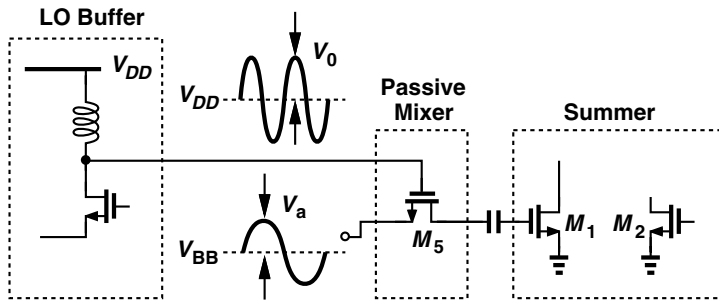 LO Buffer
V_DD
V_0
V_DD
Passive
Mixer
Summer
V_a
V_BB
M_5
M_1
M_2